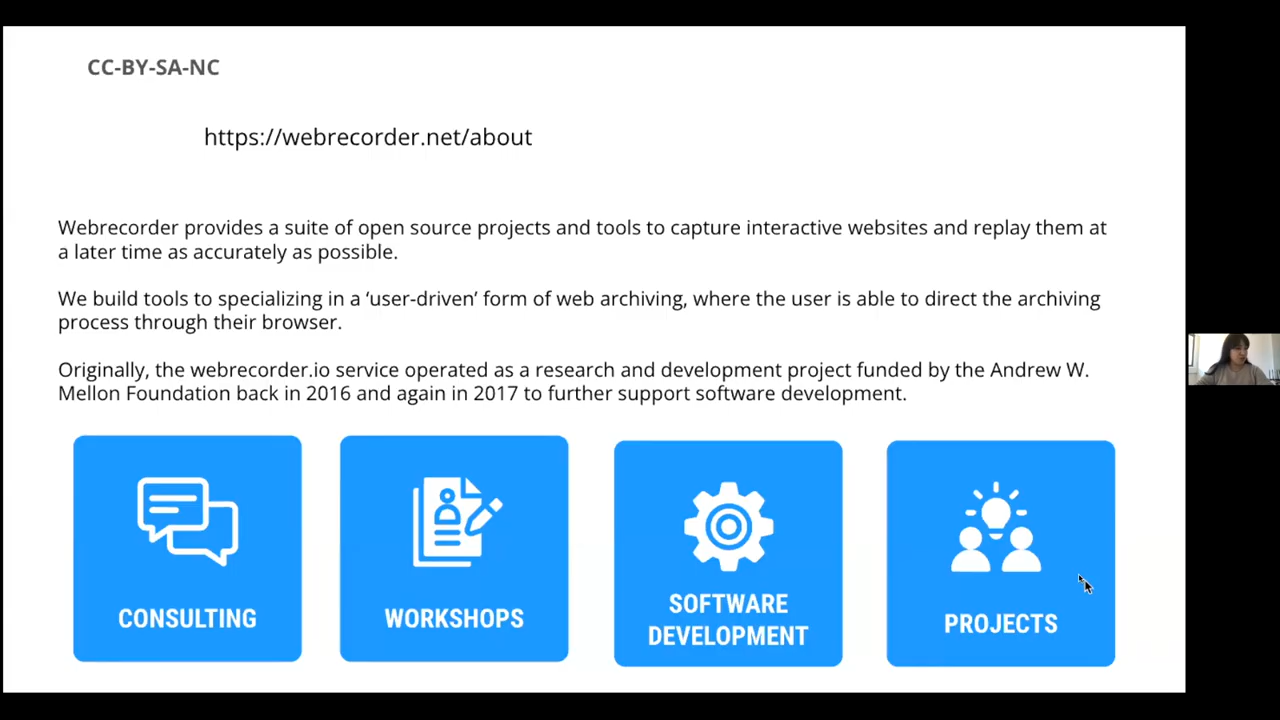 CC-BY-SA-NC
https://webrecorder.net/about
Webrecorder provides a suite of open source projects and tools to capture interactive websites and replay them at
a later time as accurately as possible.
We build tools to specializing in a ‘user-driven’ form of web archiving, where the user is able to direct the archiving
process through their browser.
Originally, the webrecorder.io service operated as a research and development project funded by the Andrew W.
Mellon Foundation back in 2016 and again in 2017 to further support software development.
CONSULTING
WORKSHOPS
SOFTWARE
DEVELOPMENT
PROJECTS